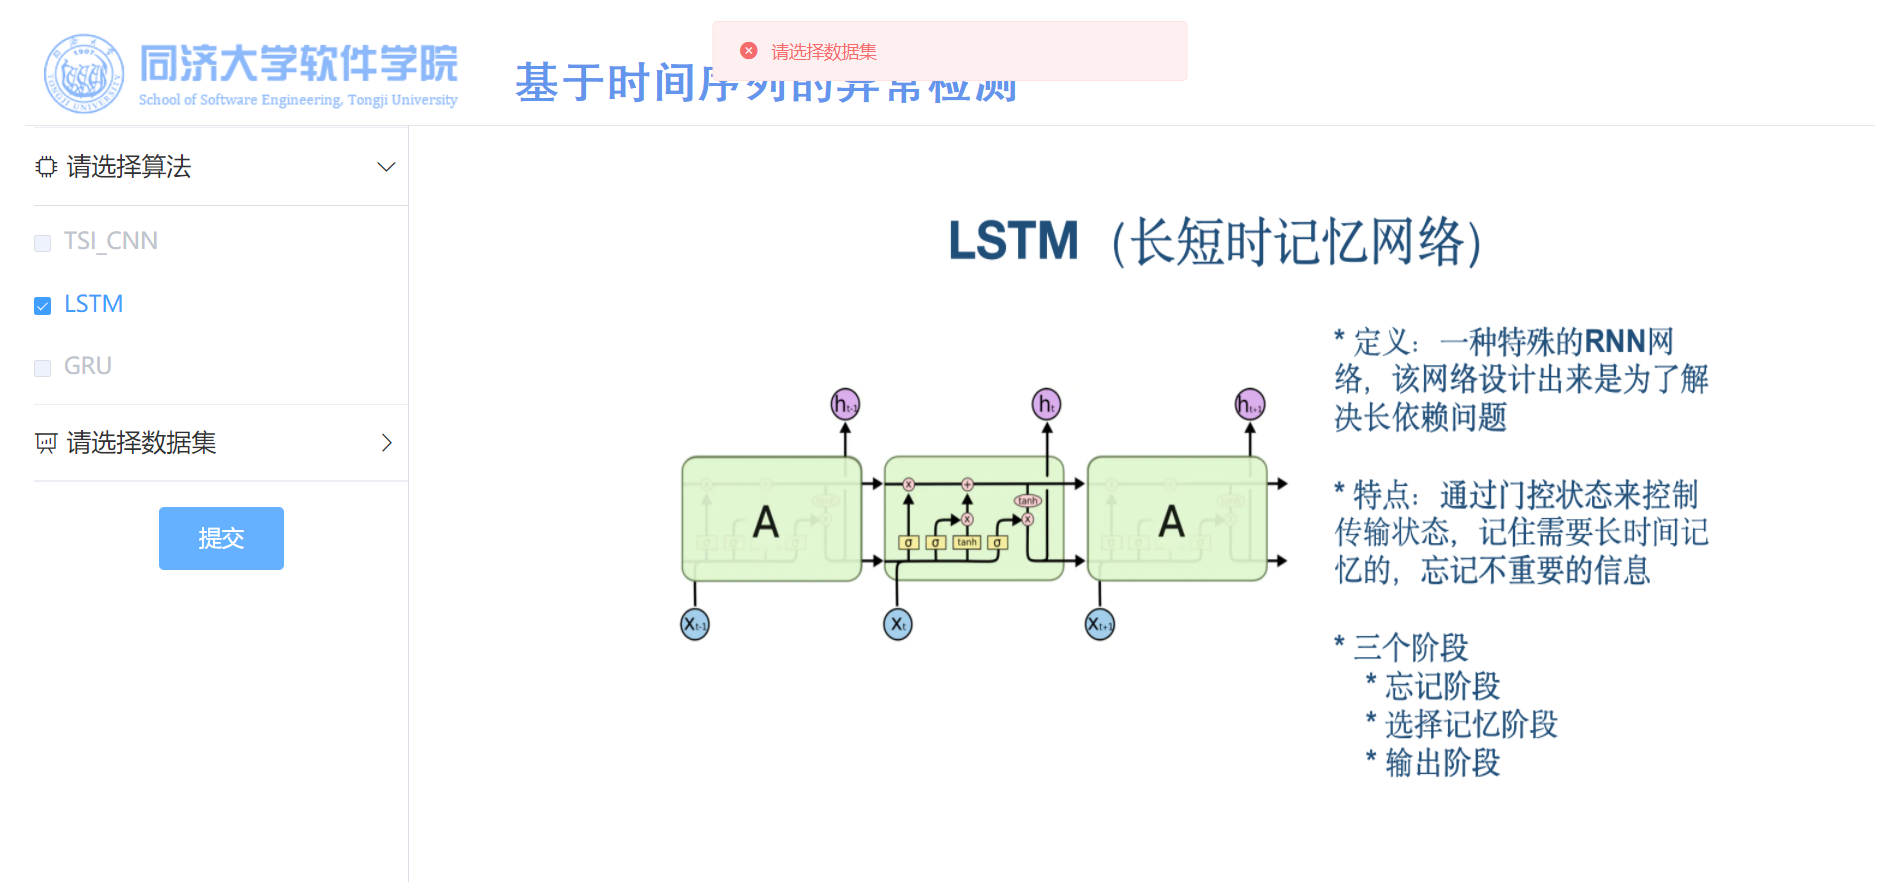 请选择数据集
同济大学软件学院
School of Software Engineering, Tongji University
基于时间序列的异常检测
请选择算法
TSI_CNN
LSTM
GRU
请选择数据集
提交
LSTM（长短时记忆网络）
* 定义：一种特殊的RNN网
络，该网络设计出来是为了解
决长依赖问题
* 特点：通过门控状态来控制
传输状态，记住需要长时间记
忆的，忘记不重要的信息
* 三个阶段
* 忘记阶段
* 选择记忆阶段
* 输出阶段
ht-1 ht ht+1
A A
tanh
σ σ tanh σ
Xt-1 Xt Xt+1